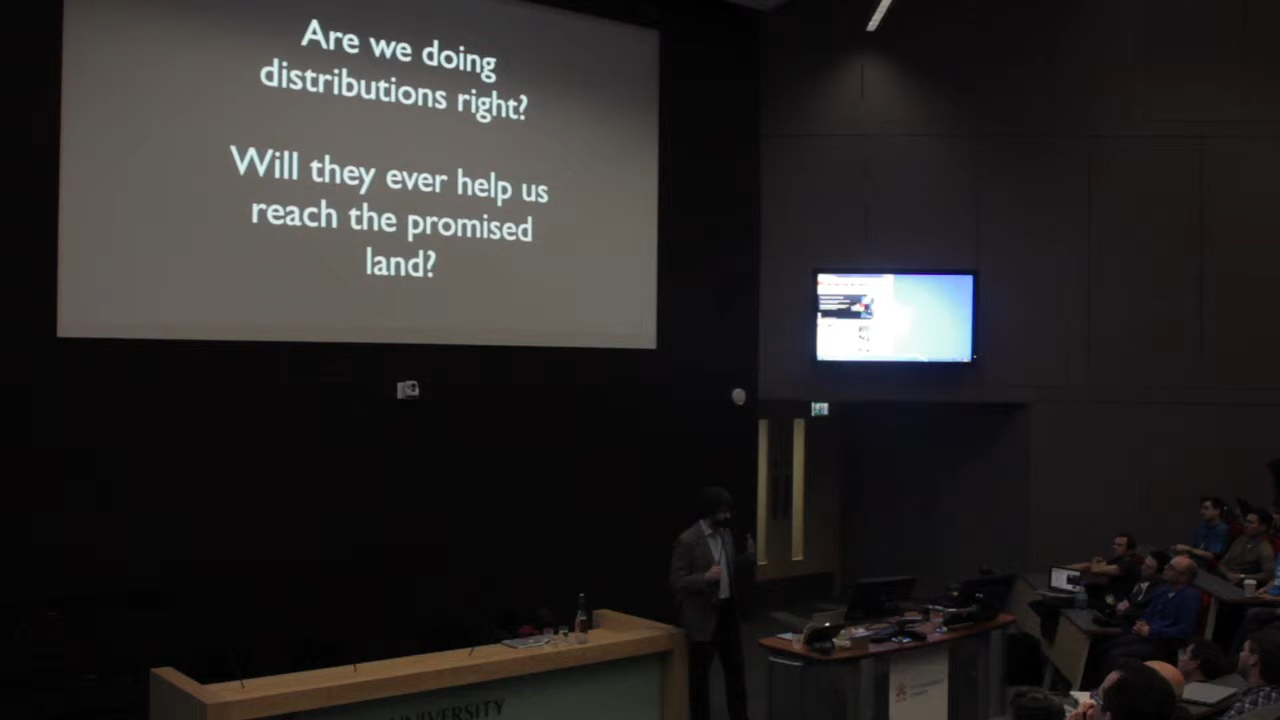 Are we doing
distributions right?
Will they ever help us
reach the promised
land?
UNIVERSITY